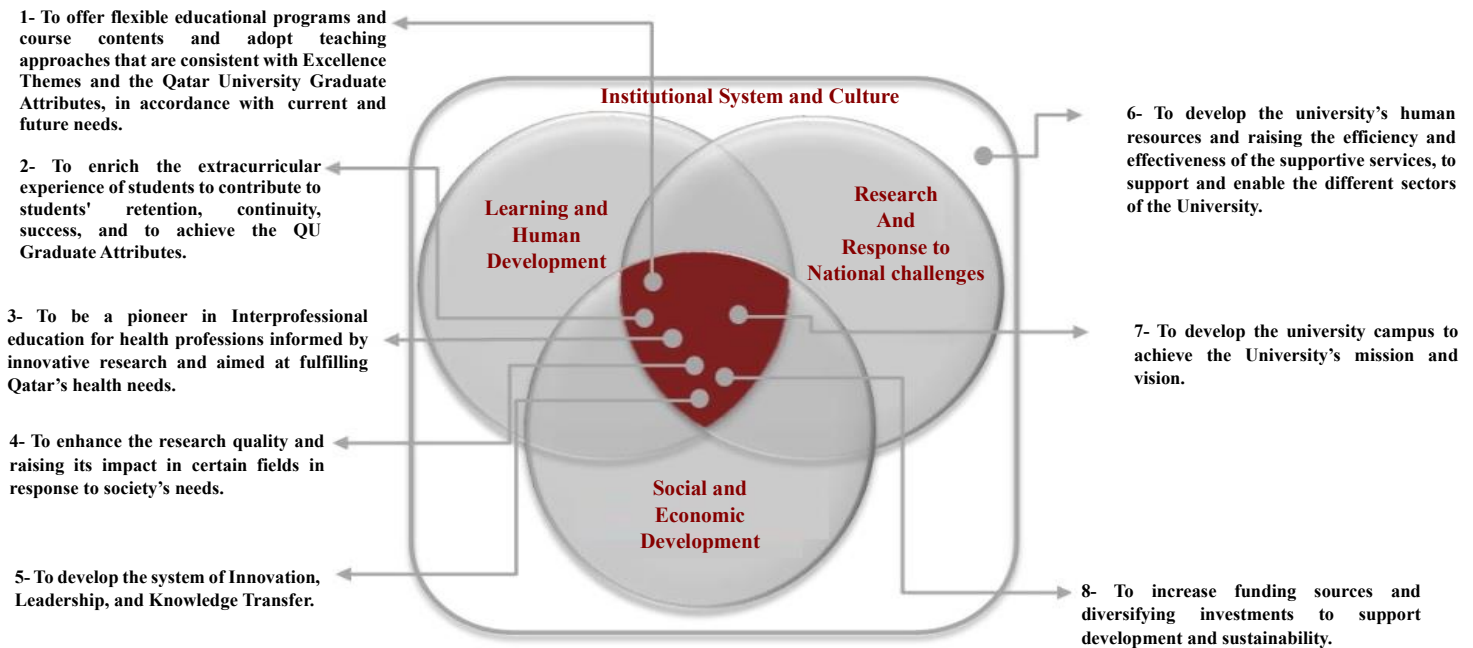 1- To offer flexible educational programs and
course contents and adopt teaching
approaches that are consistent with Excellence
Themes and the Qatar University Graduate
Attributes, in accordance with current and
future needs.
2- To enrich the extracurricular
experience of students to contribute to
students' retention, continuity,
success, and to achieve the QU
Graduate Attributes.
3- To be a pioneer in Interprofessional
education for health professions informed by
innovative research and aimed at fulfilling
Qatar’s health needs.
4- To enhance the research quality and
raising its impact in certain fields in
response to society’s needs.
5- To develop the system of Innovation,
Leadership, and Knowledge Transfer.
Institutional System and Culture
Learning and
Human
Development
Research
And
Response to
National challenges
Social and
Economic
Development
6- To develop the university’s human
resources and raising the efficiency and
effectiveness of the supportive services, to
support and enable the different sectors
of the University.
7- To develop the university campus to
achieve the University’s mission and
vision.
8- To increase funding sources and
diversifying investments to support
development and sustainability.